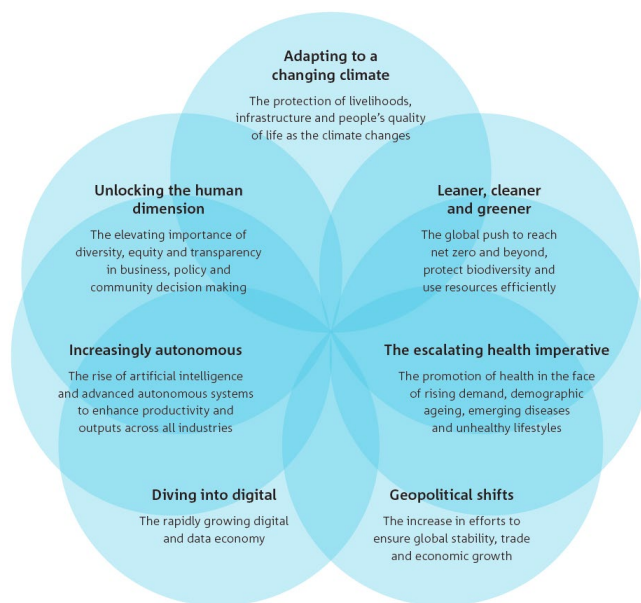 Adapting to a
changing climate
The protection of livelihoods,
infrastructure and people's quality
of life as the climate changes
Unlocking the human
dimension
The elevating importance of
diversity, equity and transparency
in business, policy and
community decision making
Leaner, cleaner
and greener
The global push to reach
net zero and beyond,
protect biodiversity and
use resources efficiently
Increasingly autonomous
The rise of artificial intelligence
and advanced autonomous systems
to enhance productivity and
outputs across all industries
The escalating health imperative
The promotion of health in the face
of rising demand, demographic
ageing, emerging diseases
and unhealthy lifestyles
Diving into digital
The rapidly growing digital
and data economy
Geopolitical shifts
The increase in efforts to
ensure global stability, trade
and economic growth